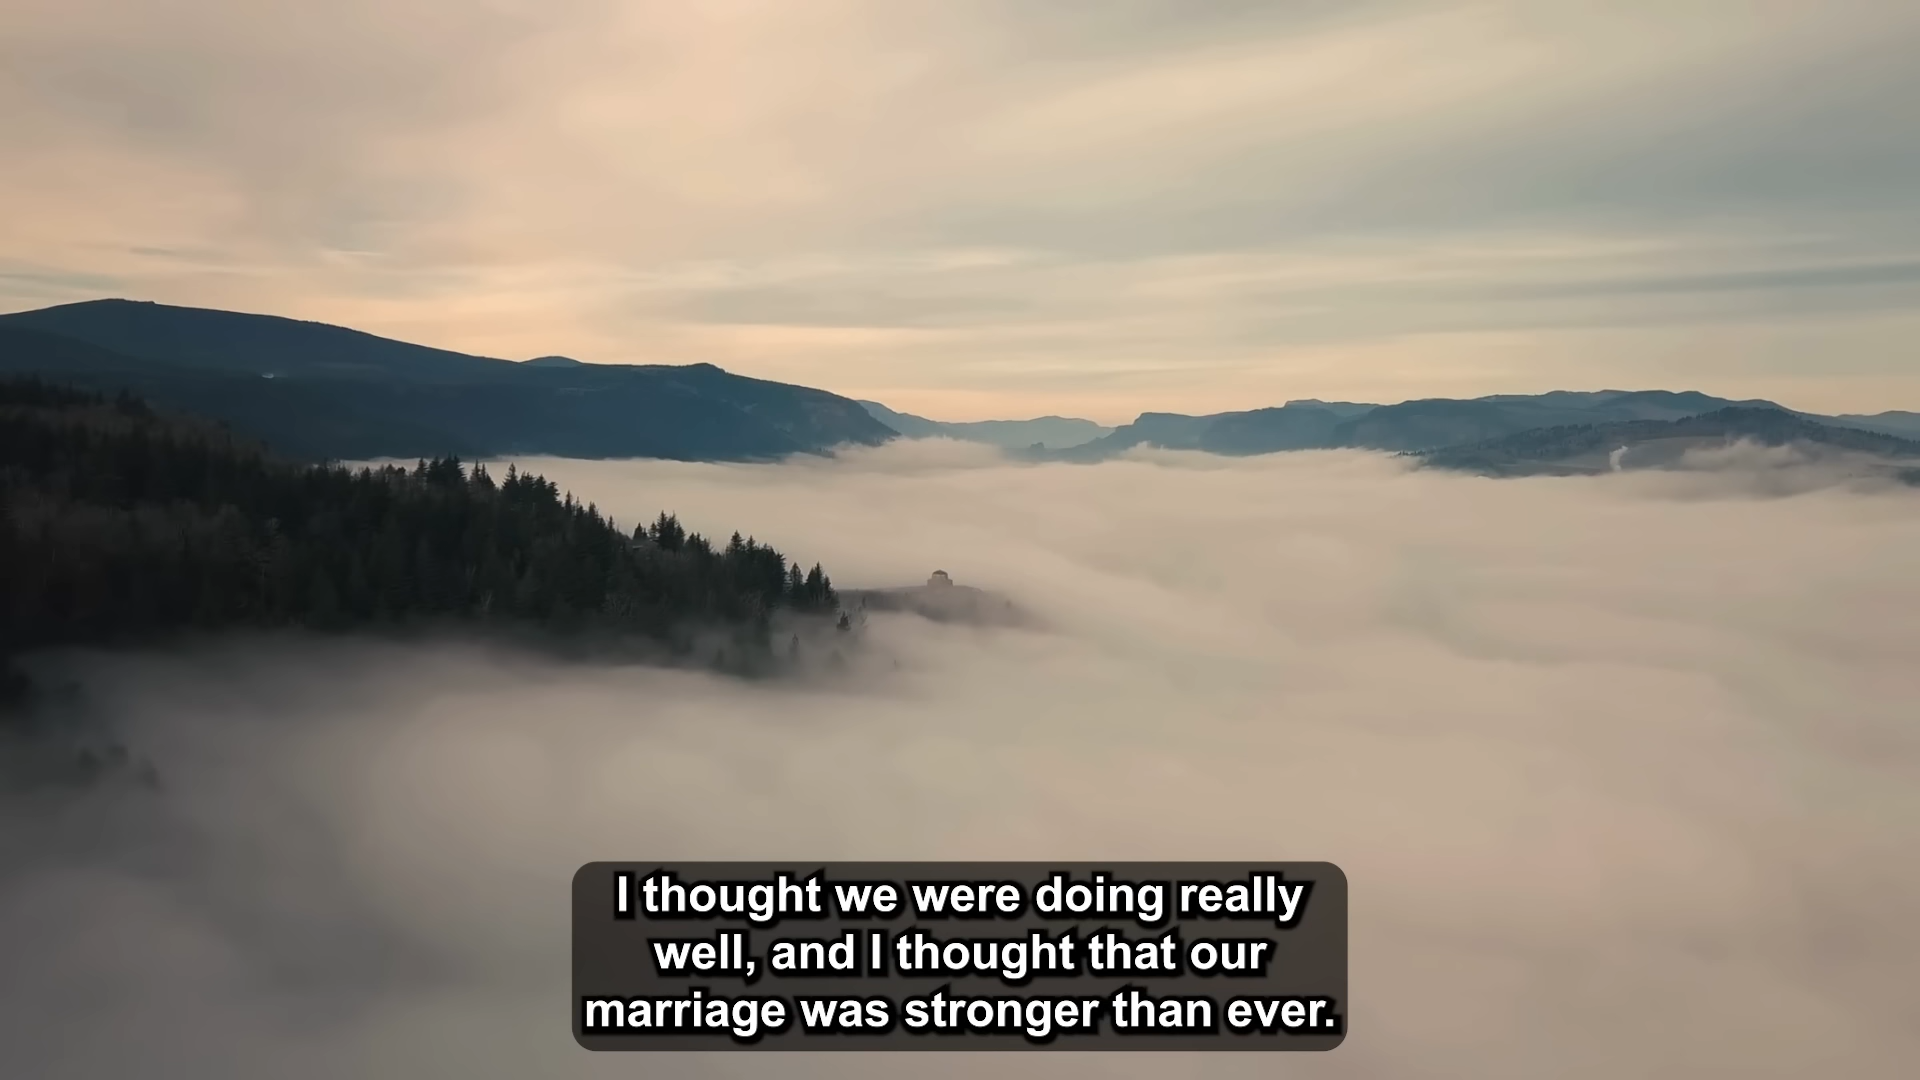 I thought we were doing really
well, and I thought that our
marriage was stronger than ever.